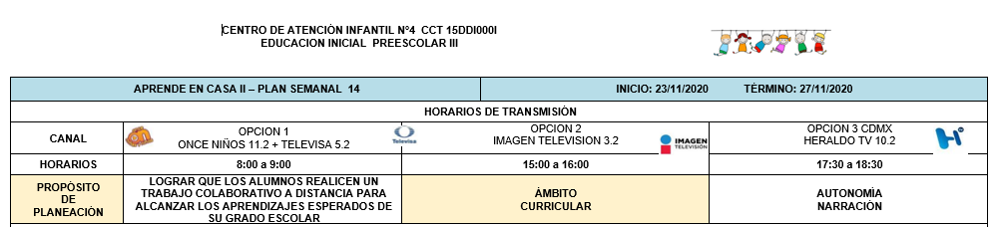 CENTRO DE ATENCIÓN INFANTIL Nº4 CCT 15DDI000I
EDUCACION INICIAL PREESCOLAR III
APRENDE EN CASA II – PLAN SEMANAL 14
INICIO: 23/11/2020 TÉRMINO: 27/11/2020
HORARIOS DE TRANSMISIÓN
CANAL
OPCION 1
ONCE NIÑOS 11.2 + TELEVISA 5.2
Televisa
OPCION 2
IMAGEN TELEVISION 3.2
IMAGEN
TELEVISIÓN
OPCION 3 CDMX
HERALDO TV 10.2
HORARIOS
8:00 a 9:00
15:00 a 16:00
17:30 a 18:30
PROPÓSITO
DE
PLANEACIÓN
LOGRAR QUE LOS ALUMNOS REALICEN UN
TRABAJO COLABORATIVO A DISTANCIA PARA
ALCANZAR LOS APRENDIZAJES ESPERADOS DE
SU GRADO ESCOLAR
ÁMBITO
CURRICULAR
AUTONOMÌA
NARRACIÓN